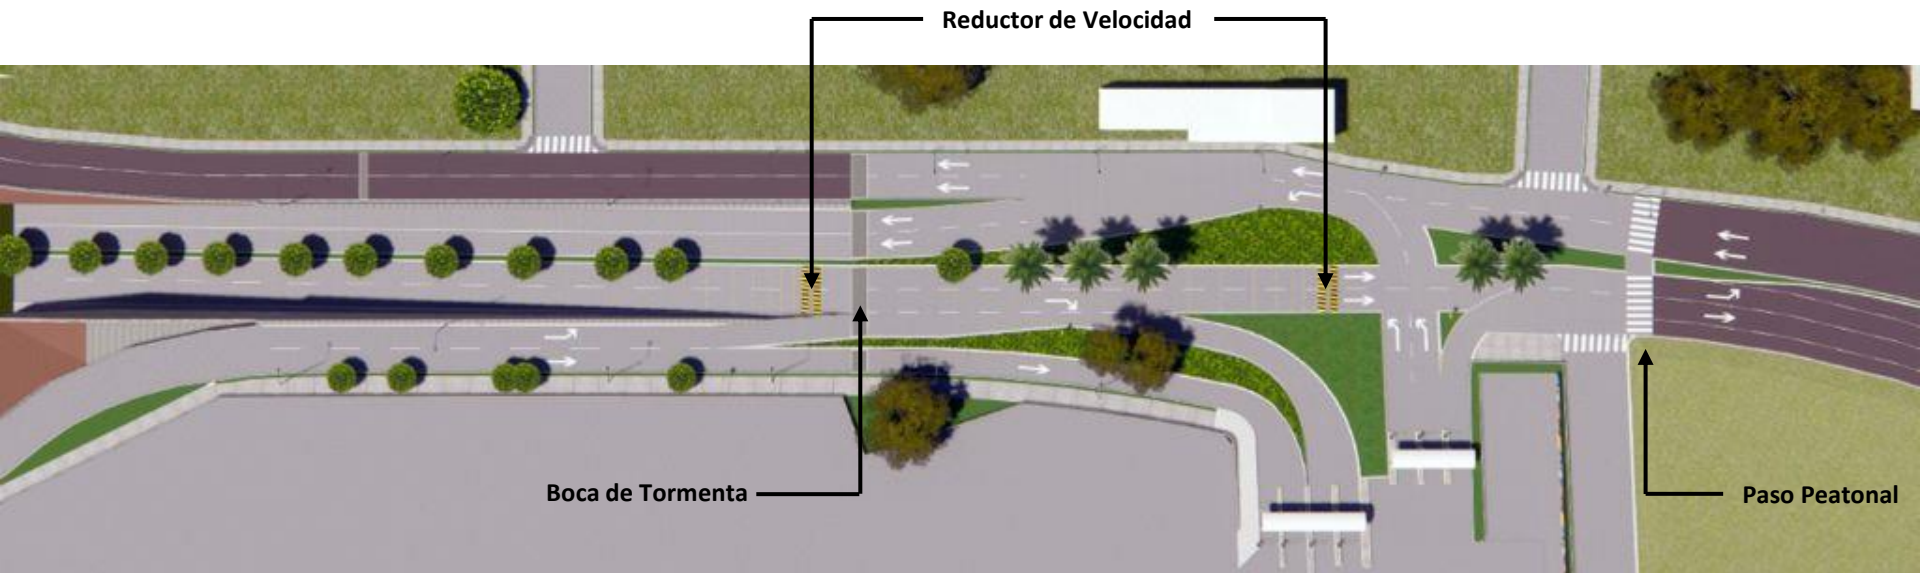 Reductor de Velocidad
Boca de Tormenta
Paso Peatonal